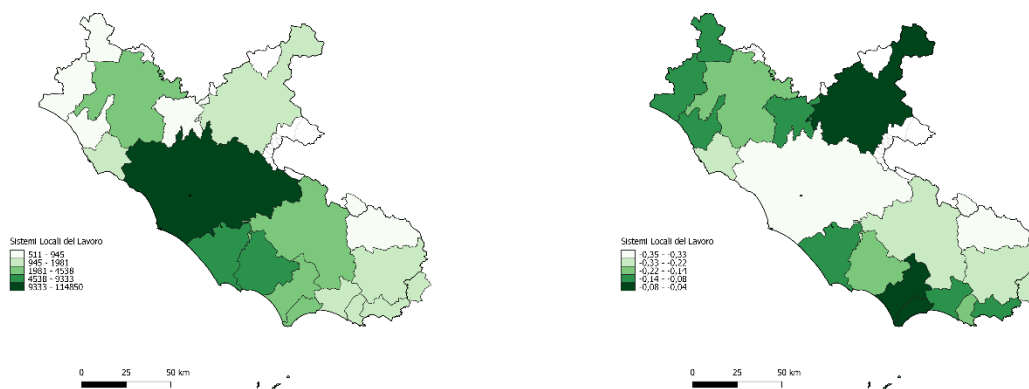 Sistemi Locali del Lavoro
511 - 945
945 - 1981
1981 - 4538
4538 - 9333
9333 - 114850
0 25 50 km
Sistemi Locali del Lavoro
-0,35 - -0,33
-0,33 - -0,22
-0,22 - -0,14
-0,14 - -0,08
-0,08 - -0,04
0 25 50 km